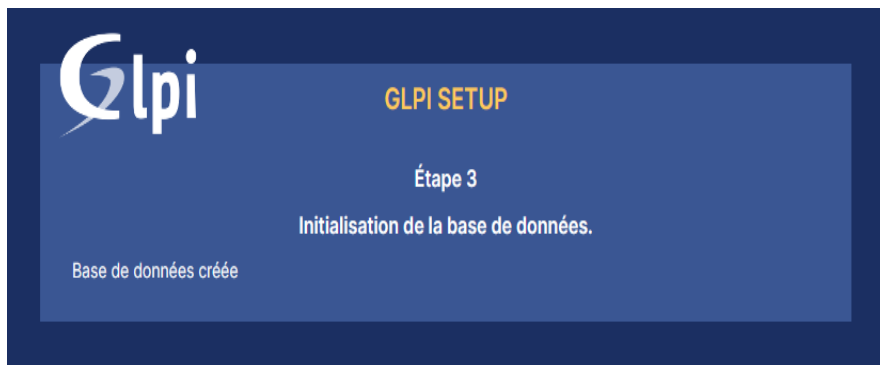 Glpi
GLPI SETUP
Étape 3
Initialisation de la base de données.
Base de données créée